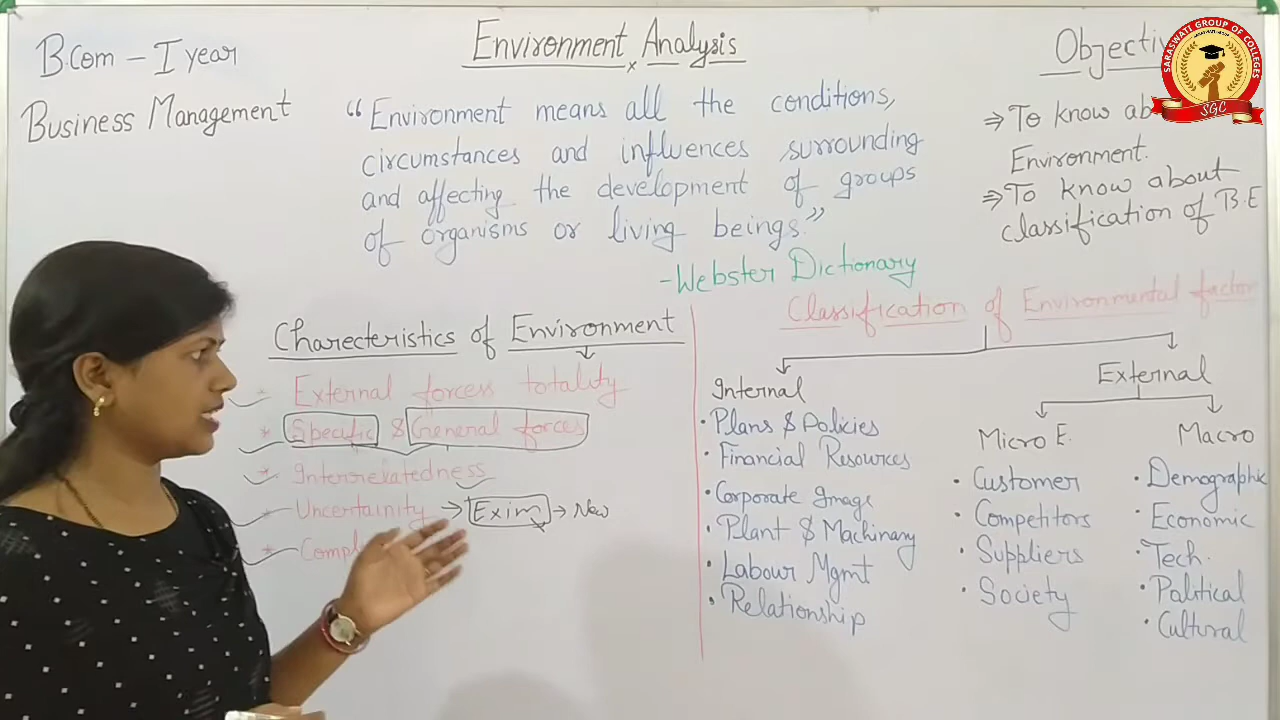 B.Com - I year
Business Management
Environment Analysis
"Environment means all the conditions,
circumstances and influences surrounding
and affecting the development of groups
of organisms or living beings."
- Webster Dictionary
Objectiv
⇒ To know ab
Environment.
⇒ To know about
classification of B.E
SARASWATI GROUP OF COLLEGES
SGC
Charecteristics of Environment
* External forces totality
* Specific & General forces
* Interrelatedness
* Uncertainity → Exim → New
* Compl
Classification of Environmental factor
Internal
• Plans & Policies
• Financial Resources
• Corporate Image
• Plant & Machinary
• Labour Mgmt
• Relationship
External
Micro E.
• Customer
• Competitors
• Suppliers
• Society
Macro
• Demographic
• Economic
• Tech.
• Political
• Cultural